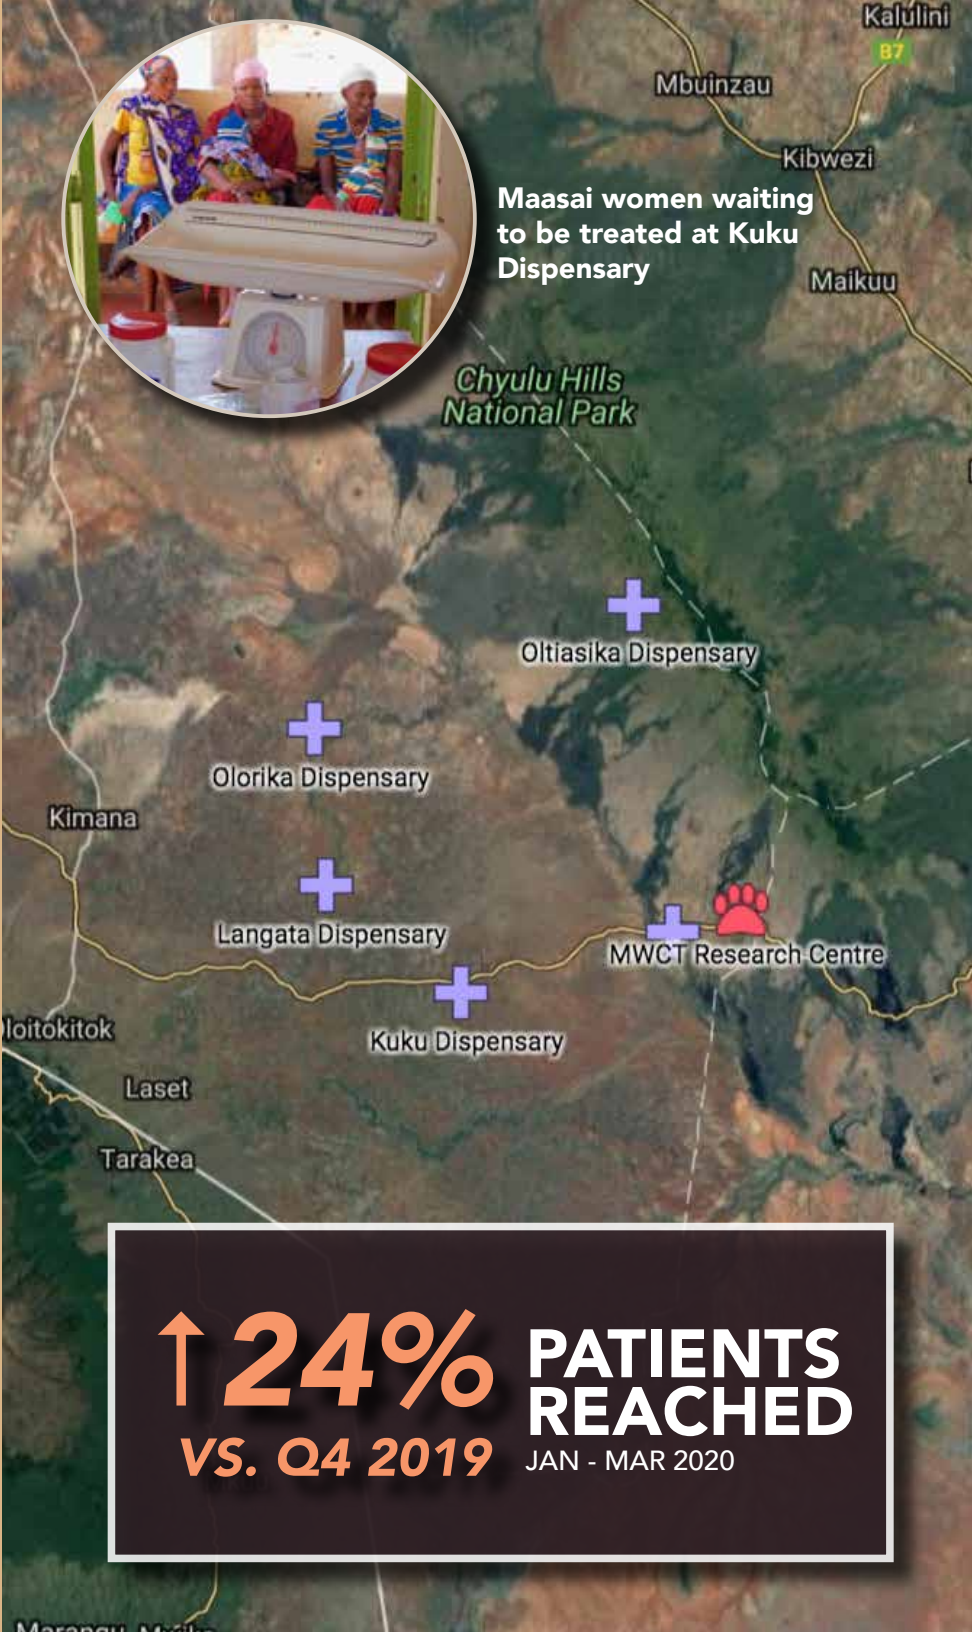 Kalulini
B7
Mbuinzau
Kibwezi
Maasai women waiting
to be treated at Kuku
Dispensary
Maikuu
Chyulu Hills
National Park
Oltiasika Dispensary
Olorika Dispensary
Kimana
Langata Dispensary
MWCT Research Centre
Kuku Dispensary
loitokitok
Laset
Tarakea
↑24%
VS. Q4 2019
PATIENTS
REACHED
JAN - MAR 2020